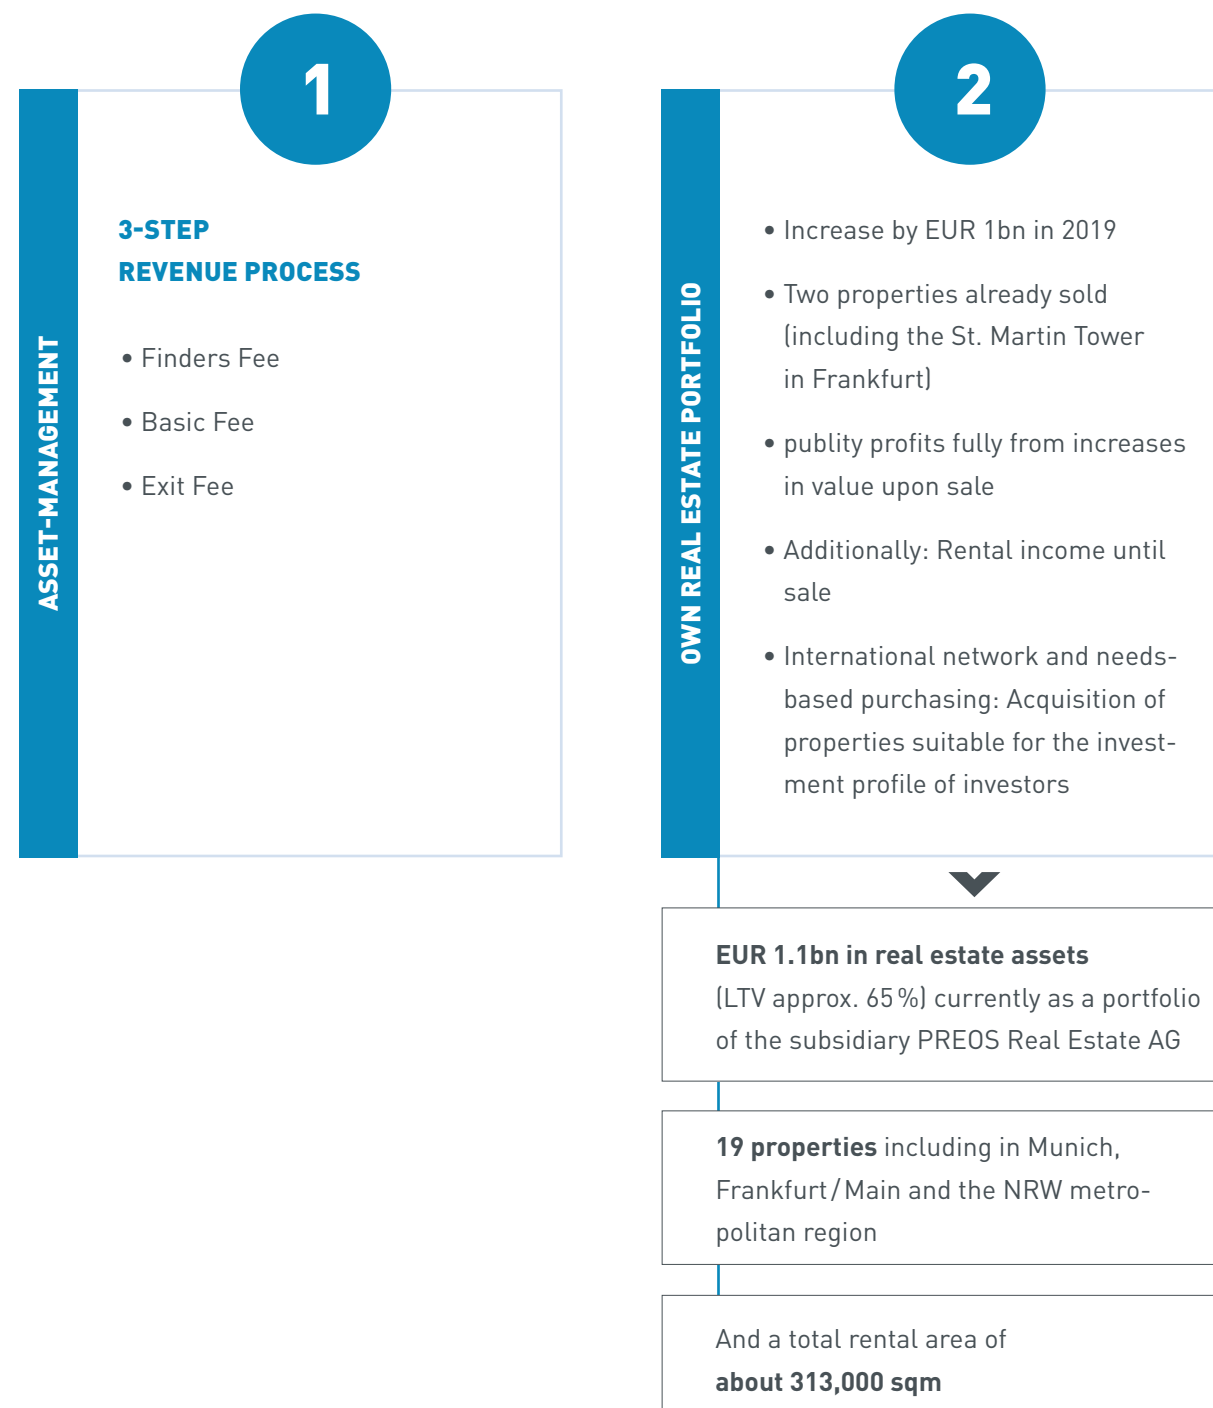 1
ASSET-MANAGEMENT
3-STEP
REVENUE PROCESS
• Finders Fee
• Basic Fee
• Exit Fee
2
OWN REAL ESTATE PORTFOLIO
• Increase by EUR 1bn in 2019
• Two properties already sold
(including the St. Martin Tower
in Frankfurt)
• publity profits fully from increases
in value upon sale
• Additionally: Rental income until
sale
• International network and needs-
based purchasing: Acquisition of
properties suitable for the invest-
ment profile of investors
EUR 1.1bn in real estate assets
(LTV approx. 65 %) currently as a portfolio
of the subsidiary PREOS Real Estate AG
19 properties including in Munich,
Frankfurt / Main and the NRW metro-
politan region
And a total rental area of
about 313,000 sqm